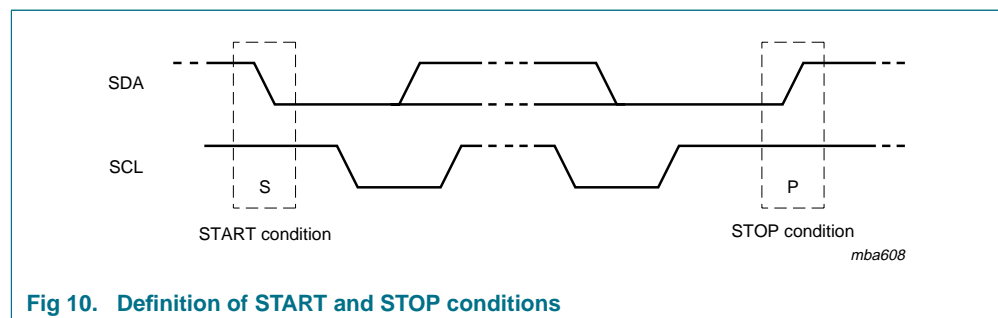 SDA
SCL
S
P
START condition
STOP condition
mba608
Fig 10. Definition of START and STOP conditions